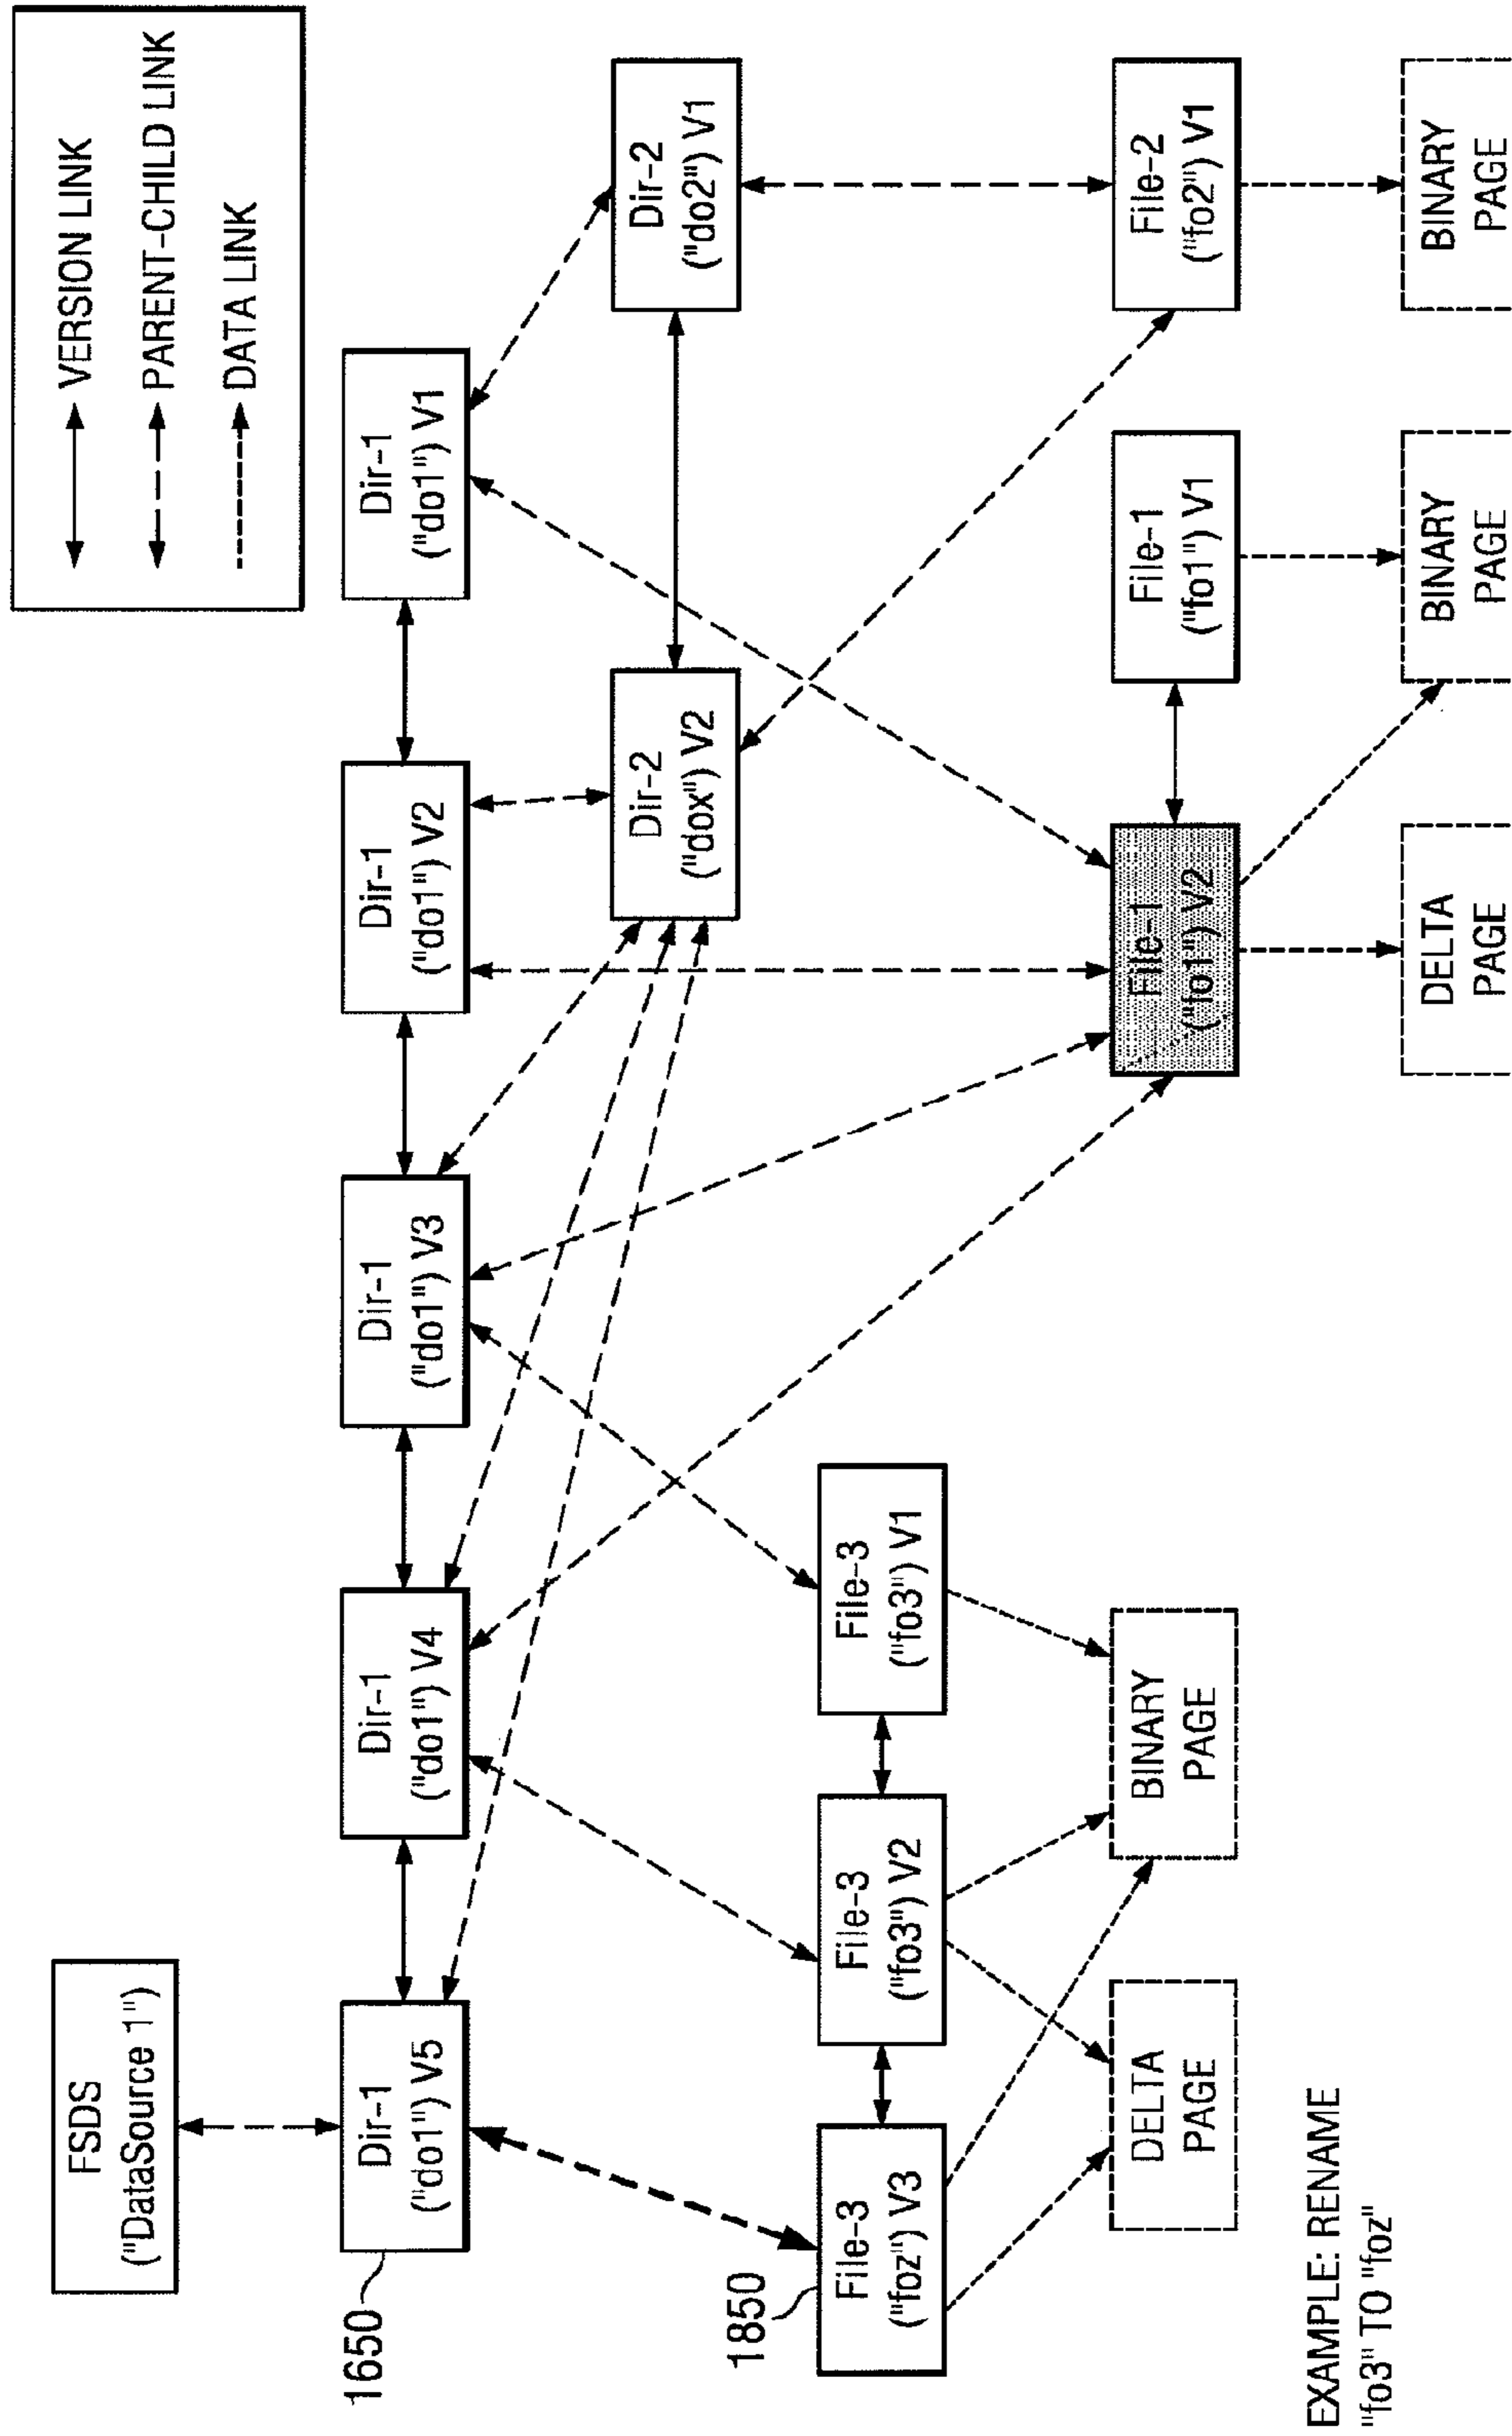 VERSION LINK
PARENT-CHILD LINK
DATA LINK
FSDS
("DataSource 1")
Dir-1
("do1") V5
1650
Dir-1
("do1") V4
Dir-1
("do1") V3
Dir-1
("do1") V2
Dir-1
("do1") V1
Dir-2
("dox") V2
Dir-2
("do2") V1
1850
File-3
("foz") V3
File-3
("fo3") V2
File-3
("fo3") V1
File-1
("fo1") V2
File-1
("fo1") V1
File-2
("fo2") V1
DELTA
PAGE
BINARY
PAGE
DELTA
PAGE
BINARY
PAGE
BINARY
PAGE
EXAMPLE: RENAME
"fo3" TO "foz"